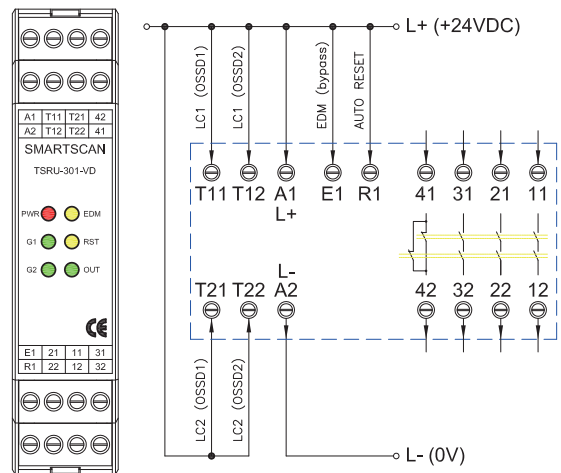 A1 T11 T21 42
A2 T12 T22 41
SMARTSCAN
TSRU-301-VD
PWR EDM
G1 RST
G2 OUT
CE
E1 21 11 31
R1 22 12 32
L+ (+24VDC)
LC1 (OSSD1)
LC1 (OSSD2)
EDM (bypass)
AUTO RESET
T11 T12 A1 E1 R1 41 31 21 11
L+
L-
T21 T22 A2 42 32 22 12
LC2 (OSSD1)
LC2 (OSSD2)
L- (0V)